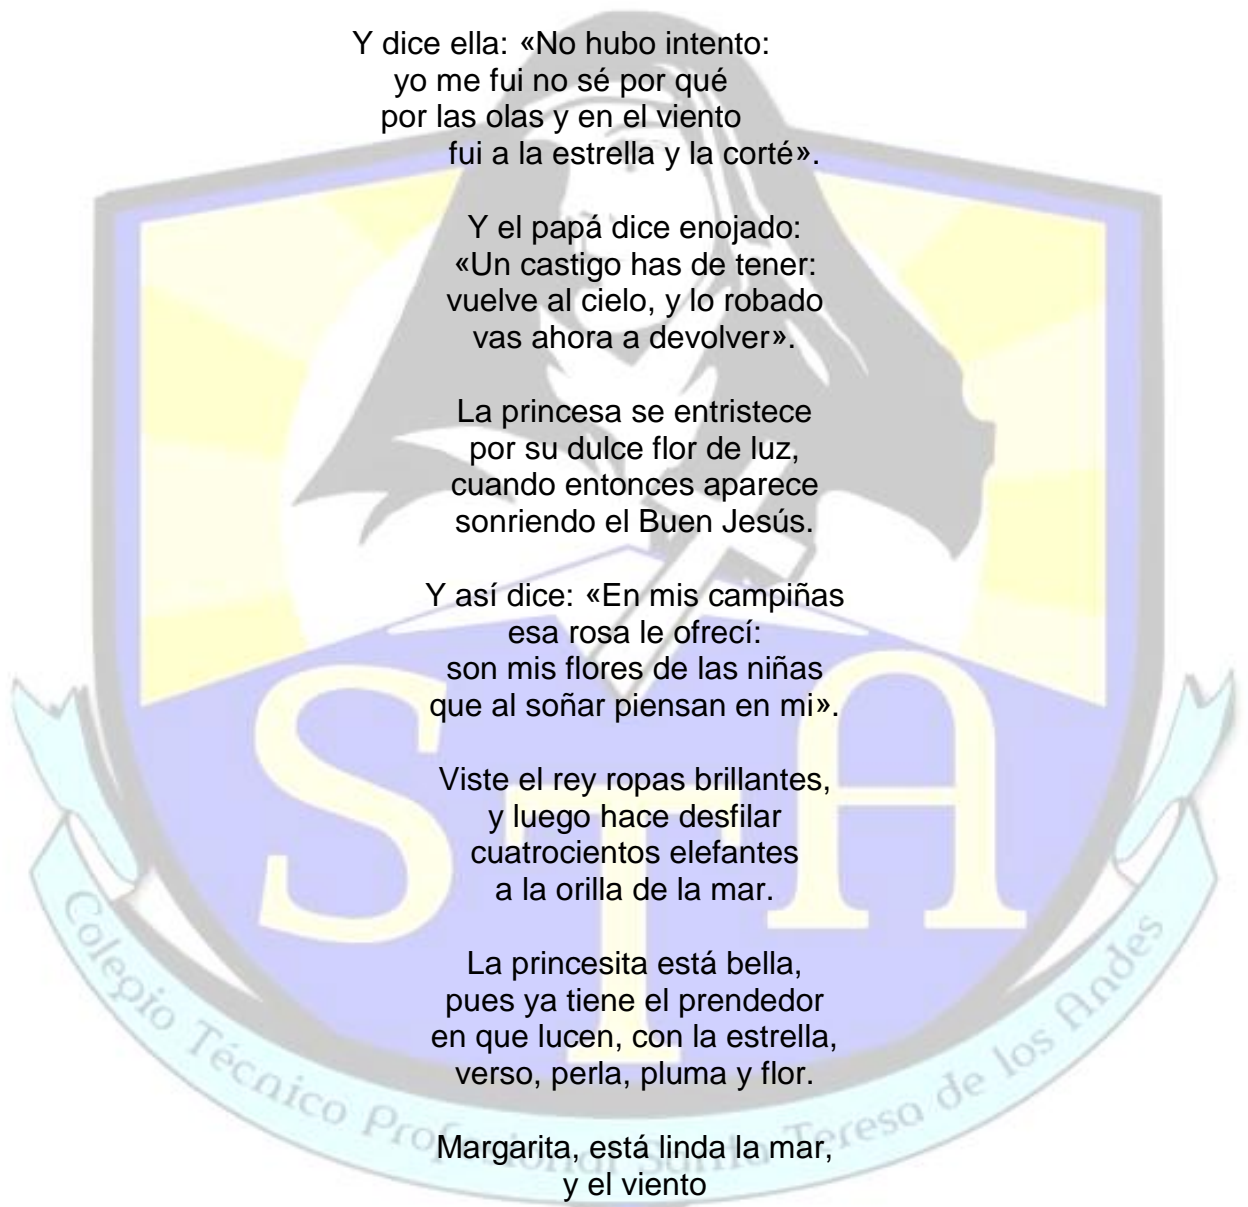 Y dice ella: «No hubo intento:
yo me fui no sé por qué
por las olas y en el viento
fui a la estrella y la corté».
Y el papá dice enojado:
«Un castigo has de tener:
vuelve al cielo, y lo robado
vas ahora a devolver».
La princesa se entristece
por su dulce flor de luz,
cuando entonces aparece
sonriendo el Buen Jesús.
Y así dice: «En mis campiñas
esa rosa le ofrecí:
son mis flores de las niñas
que al soñar piensan en mi».
Viste el rey ropas brillantes,
y luego hace desfilar
cuatrocientos elefantes
a la orilla de la mar.
La princesita está bella,
pues ya tiene el prendedor
en que lucen, con la estrella,
verso, perla, pluma y flor.
Margarita, está linda la mar,
y el viento
STA
Colegio Técnico Profesional Santa Teresa de los Andes